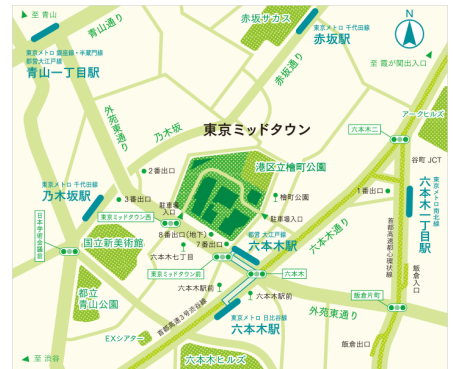 至 青山
青山通り
赤坂サカス
東京メトロ 千代田線
赤坂駅
N
東京メトロ 銀座線・半蔵門線
都営大江戸線
青山一丁目駅
至 霞が関出入口
外苑東通り
赤坂通り
乃木坂
アークヒルズ
東京ミッドタウン
六本木二
谷町 JCT
港区立檜町公園
2番出口
東京メトロ 千代田線
乃木坂駅
3番出口
1番出口
檜町公園
東京メトロ 南北線
六本木一丁目駅
駐車場
入口
駐車場入口
東京ミッドタウン西
日本学術会議前
国立新美術館
8番出口(地下)
7番出口
都営 大江戸線
六本木駅
六本木通り
首都高速都心環状線
六本木七丁目
東京ミッドタウン前
六本木
飯倉入口
都立
青山公園
六本木駅前
六本木駅前
飯倉片町
首都高速3号渋谷線
外苑東通り
東京メトロ 日比谷線
六本木駅
EXシアター
飯倉出口
至 渋谷
六本木ヒルズ